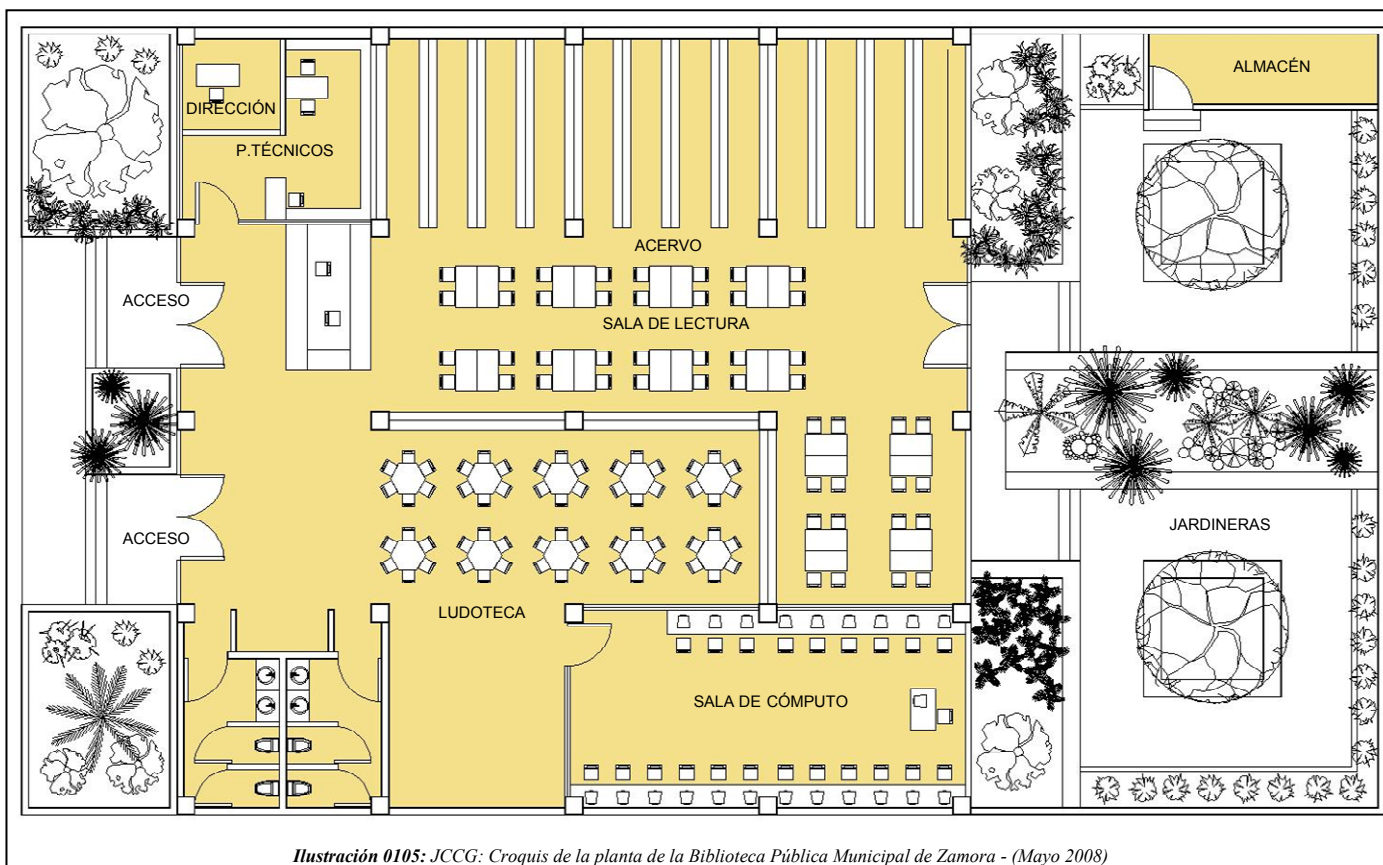 ALMACÉN
DIRECCIÓN
P.TÉCNICOS
ACERVO
ACCESO
SALA DE LECTURA
ACCESO
JARDINERAS
LUDOTECA
SALA DE CÓMPUTO
Ilustración 0105: JCCG: Croquis de la planta de la Biblioteca Pública Municipal de Zamora - (Mayo 2008)